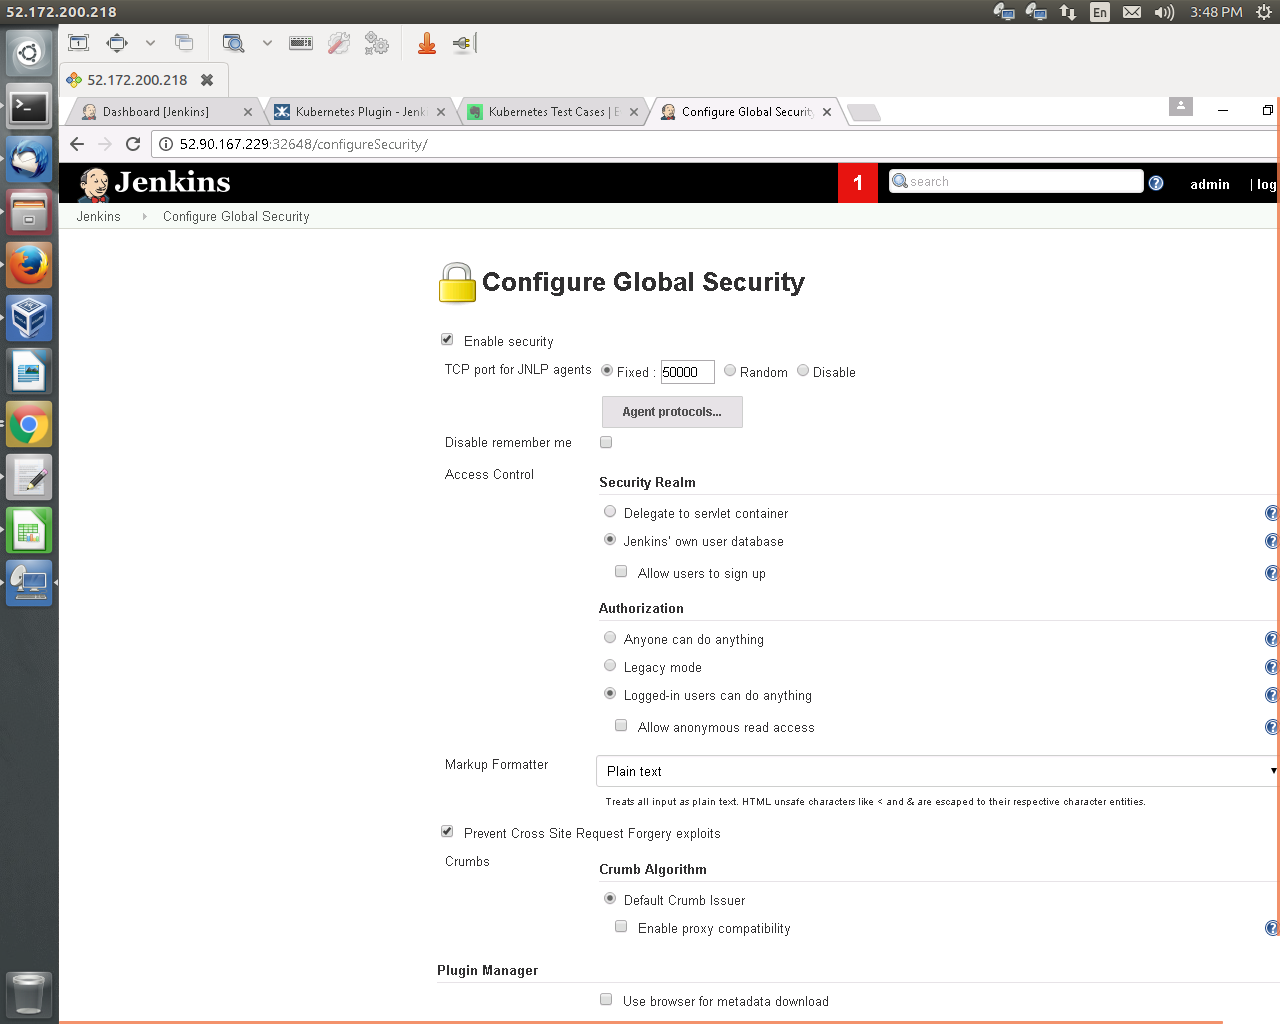 52.172.200.218
En
3:48 PM
52.172.200.218
Dashboard [Jenkins]
Kubernetes Plugin - Jenk
Kubernetes Test Cases | E
Configure Global Security
52.90.167.229:32648/configureSecurity/
Jenkins
1
search
admin
| log
Jenkins
Configure Global Security
Configure Global Security
Enable security
TCP port for JNLP agents
Fixed : 50000
Random
Disable
Agent protocols...
Disable remember me
Access Control
Security Realm
Delegate to servlet container
Jenkins' own user database
Allow users to sign up
Authorization
Anyone can do anything
Legacy mode
Logged-in users can do anything
Allow anonymous read access
Markup Formatter
Plain text
Treats all input as plain text. HTML unsafe characters like < and & are escaped to their respective character entities.
Prevent Cross Site Request Forgery exploits
Crumbs
Crumb Algorithm
Default Crumb Issuer
Enable proxy compatibility
Plugin Manager
Use browser for metadata download